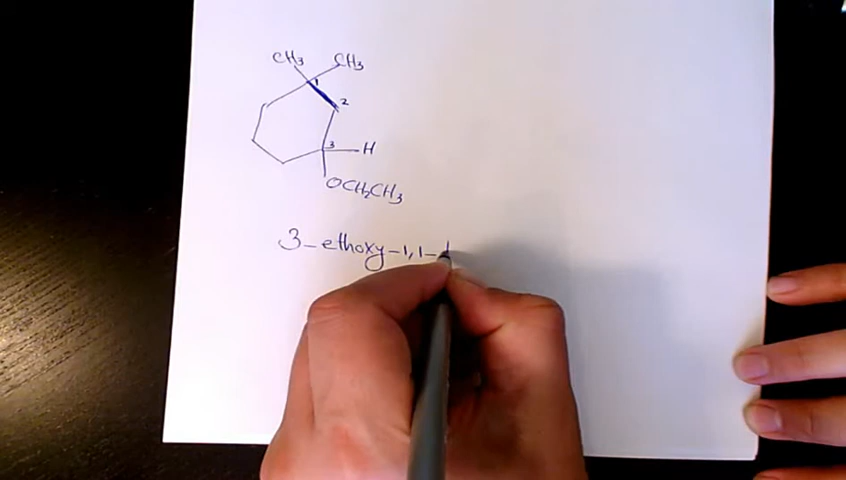 CH3 CH3
1
2
3 H
OCH2CH3
3-ethoxy-1,1-d